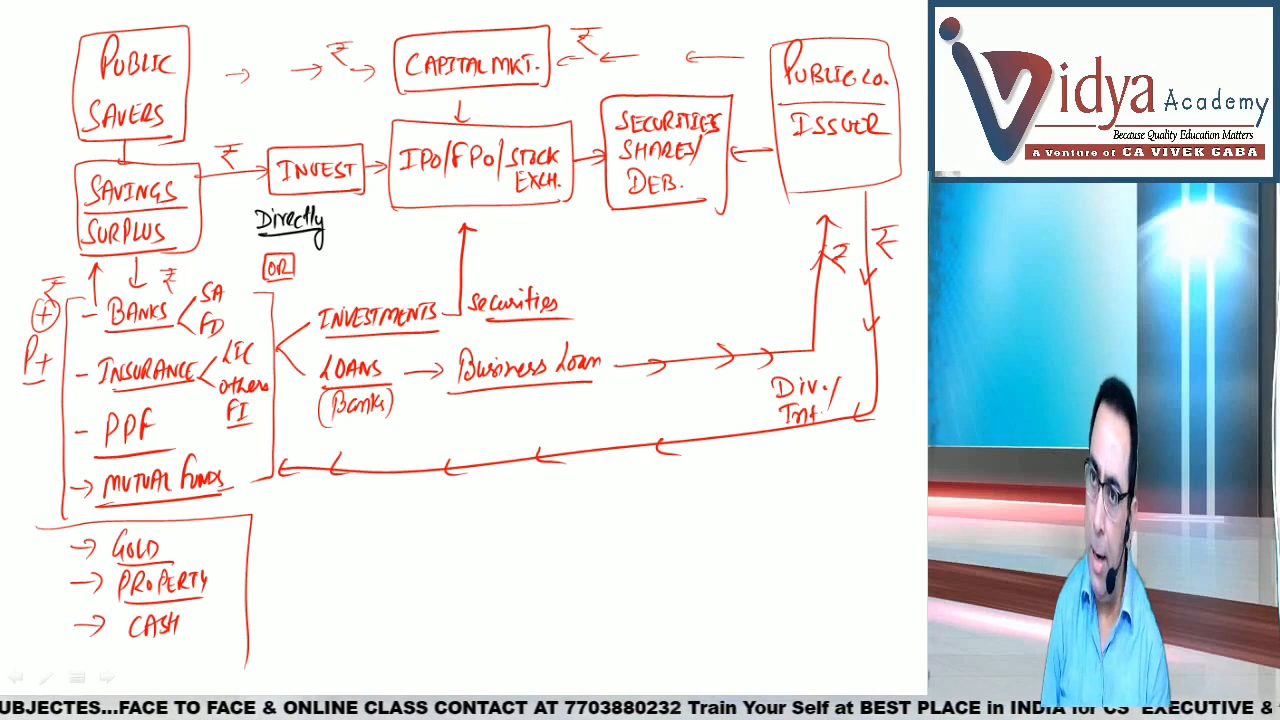 PUBLIC
SAVERS
₹
CAPITAL MKT.
₹
PUBLIC CO.
ISSUER
SAVINGS
SURPLUS
₹
INVEST
Directly
OR
IPO/FPO/STOCK
EXCH.
SECURITIES
SHARES/
DEB.
₹
₹
₹
₹
+
P+
- BANKS
SA
FD
- INSURANCE
LIC
others
FI
- PPF
→ MUTUAL FUNDS
INVESTMENTS
Securities
LOANS → Business Loan
(Banks)
Div./
Int.
→ GOLD
→ PROPERTY
→ CASH
Vidya Academy
Because Quality Education Matters
A Venture of CA VIVEK GABA
UBJECTES...FACE TO FACE & ONLINE CLASS CONTACT AT 7703880232 Train Your Self at BEST PLACE in INDIA for CS EXECUTIVE &